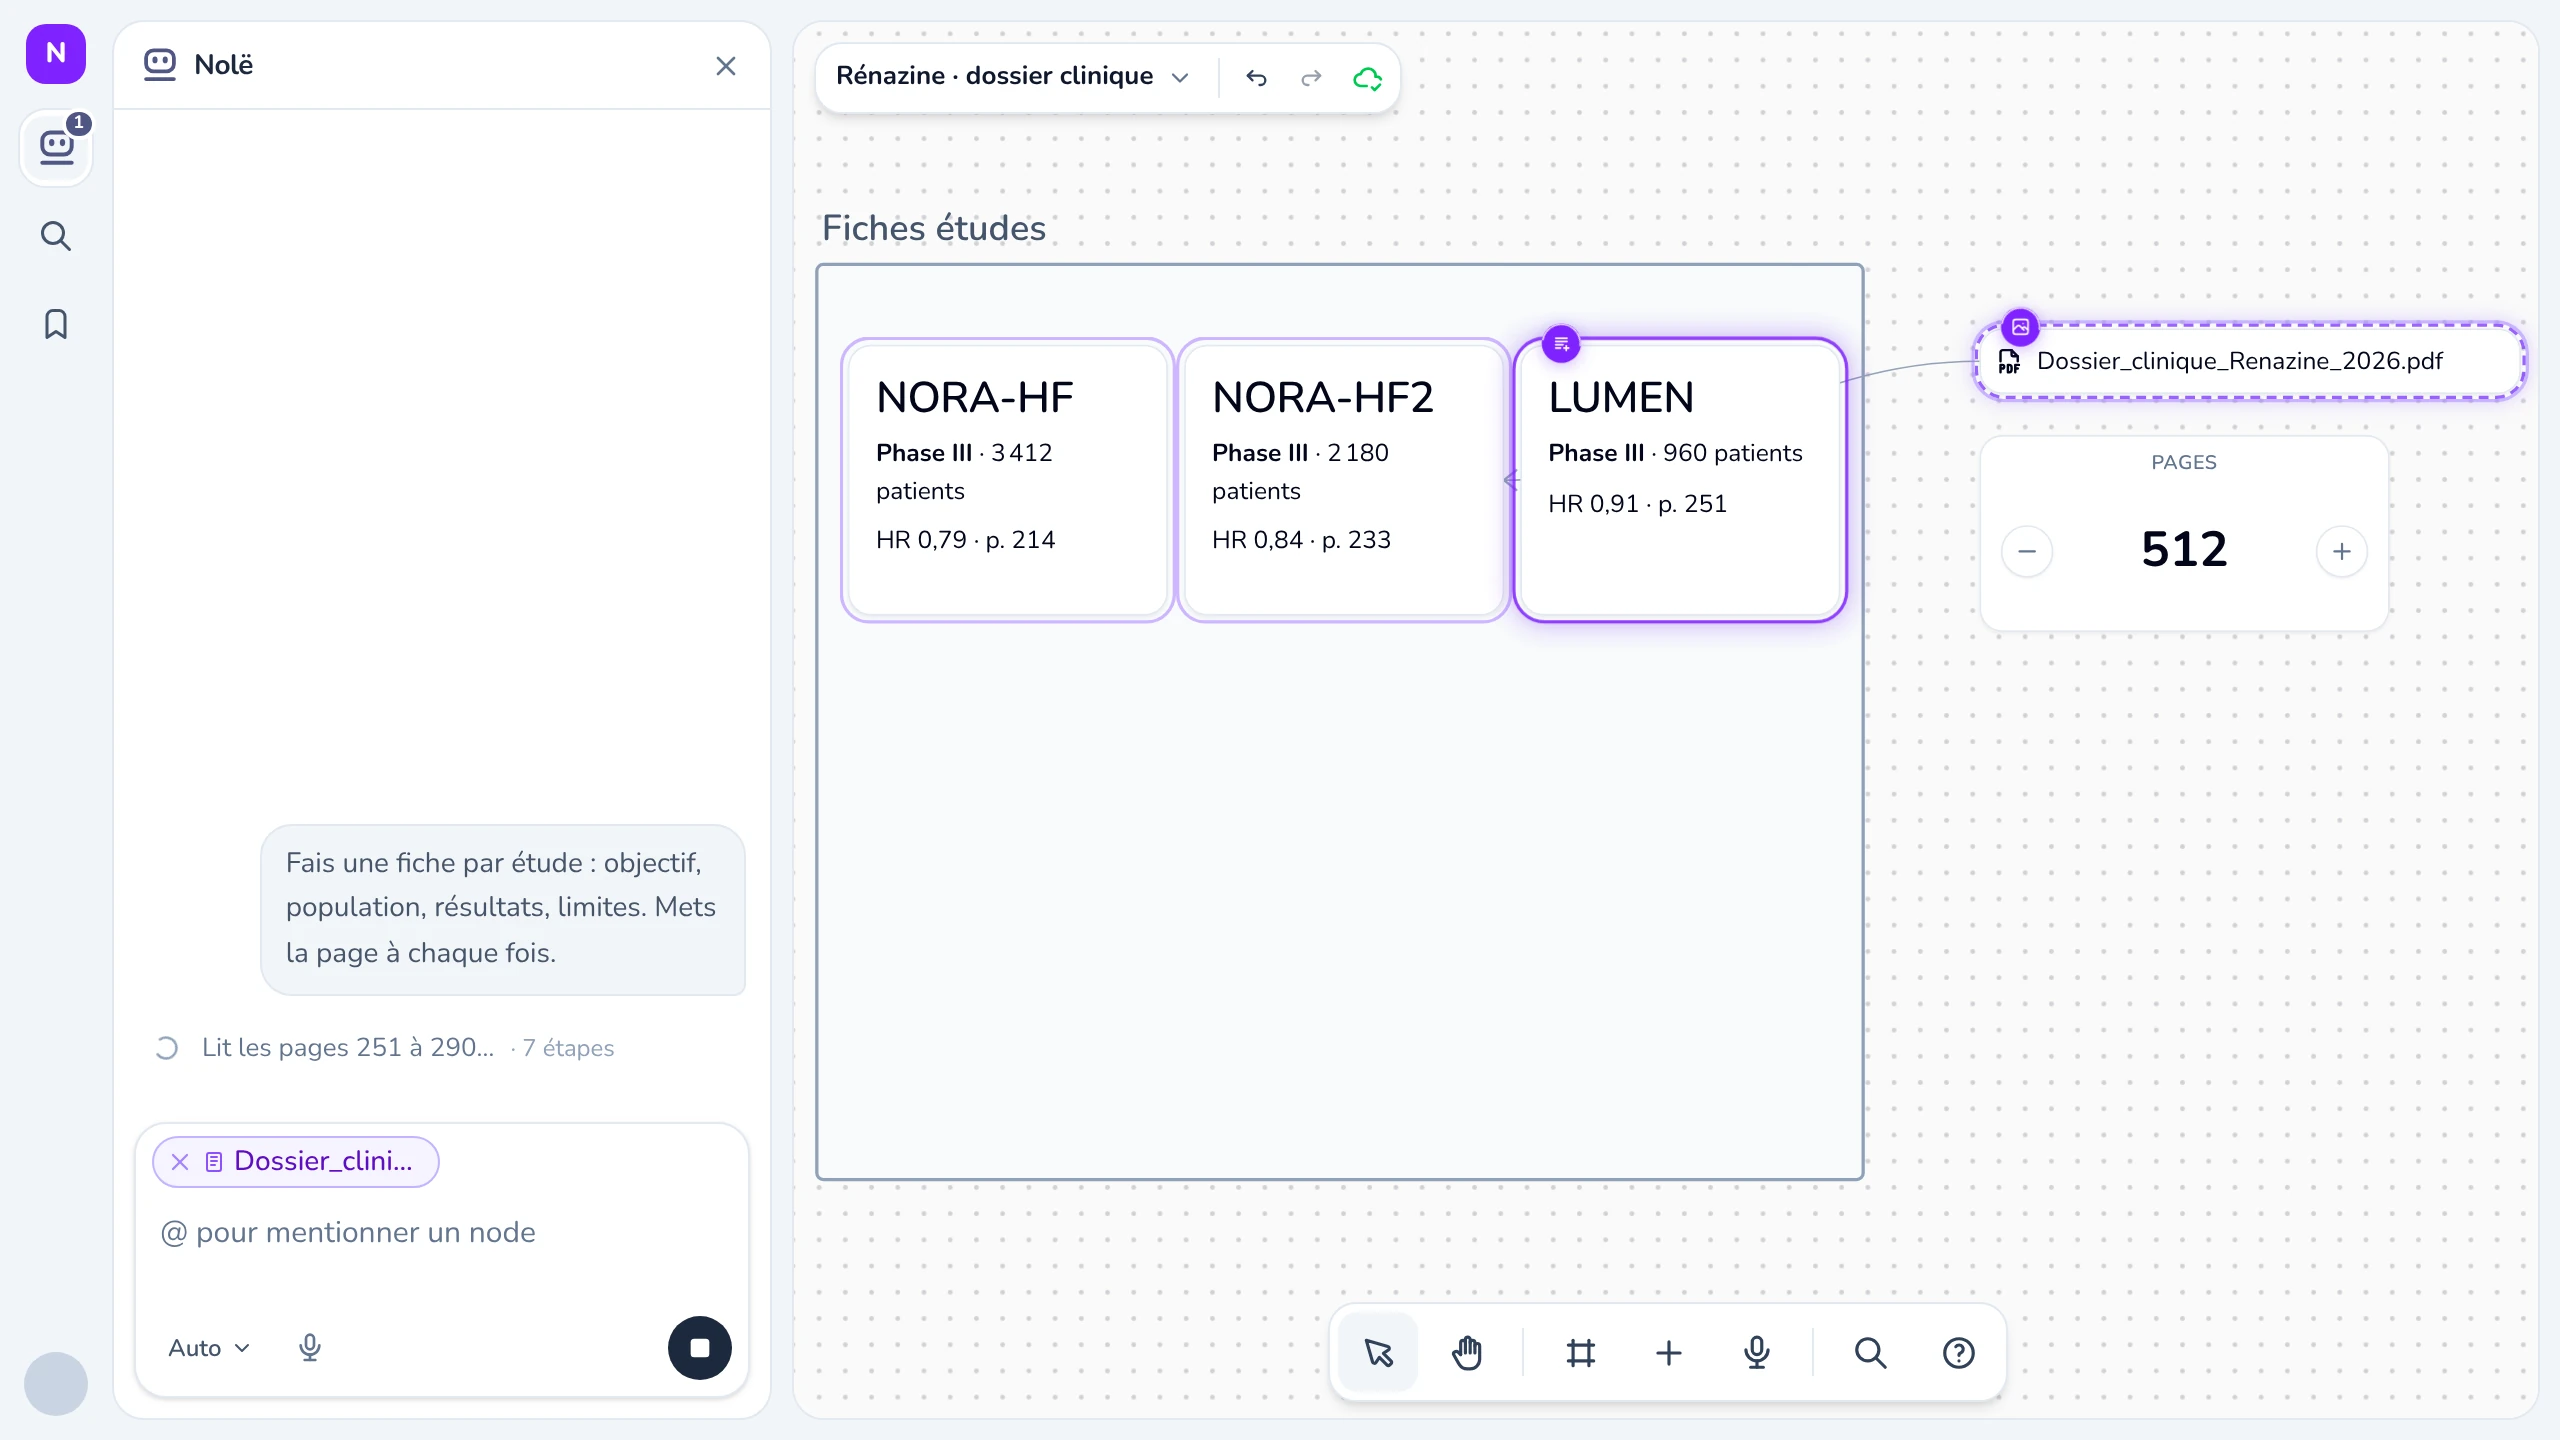 N
Nolë
1
Rénazine · dossier clinique
Fiches études
NORA-HF
Phase III · 3 412
patients
HR 0,79 · p. 214
NORA-HF2
Phase III · 2 180
patients
HR 0,84 · p. 233
LUMEN
Phase III · 960 patients
HR 0,91 · p. 251
PDF
Dossier_clinique_Renazine_2026.pdf
PAGES
512
Fais une fiche par étude : objectif,
population, résultats, limites. Mets
la page à chaque fois.
Lit les pages 251 à 290... · 7 étapes
Dossier_clini...
@ pour mentionner un node
Auto